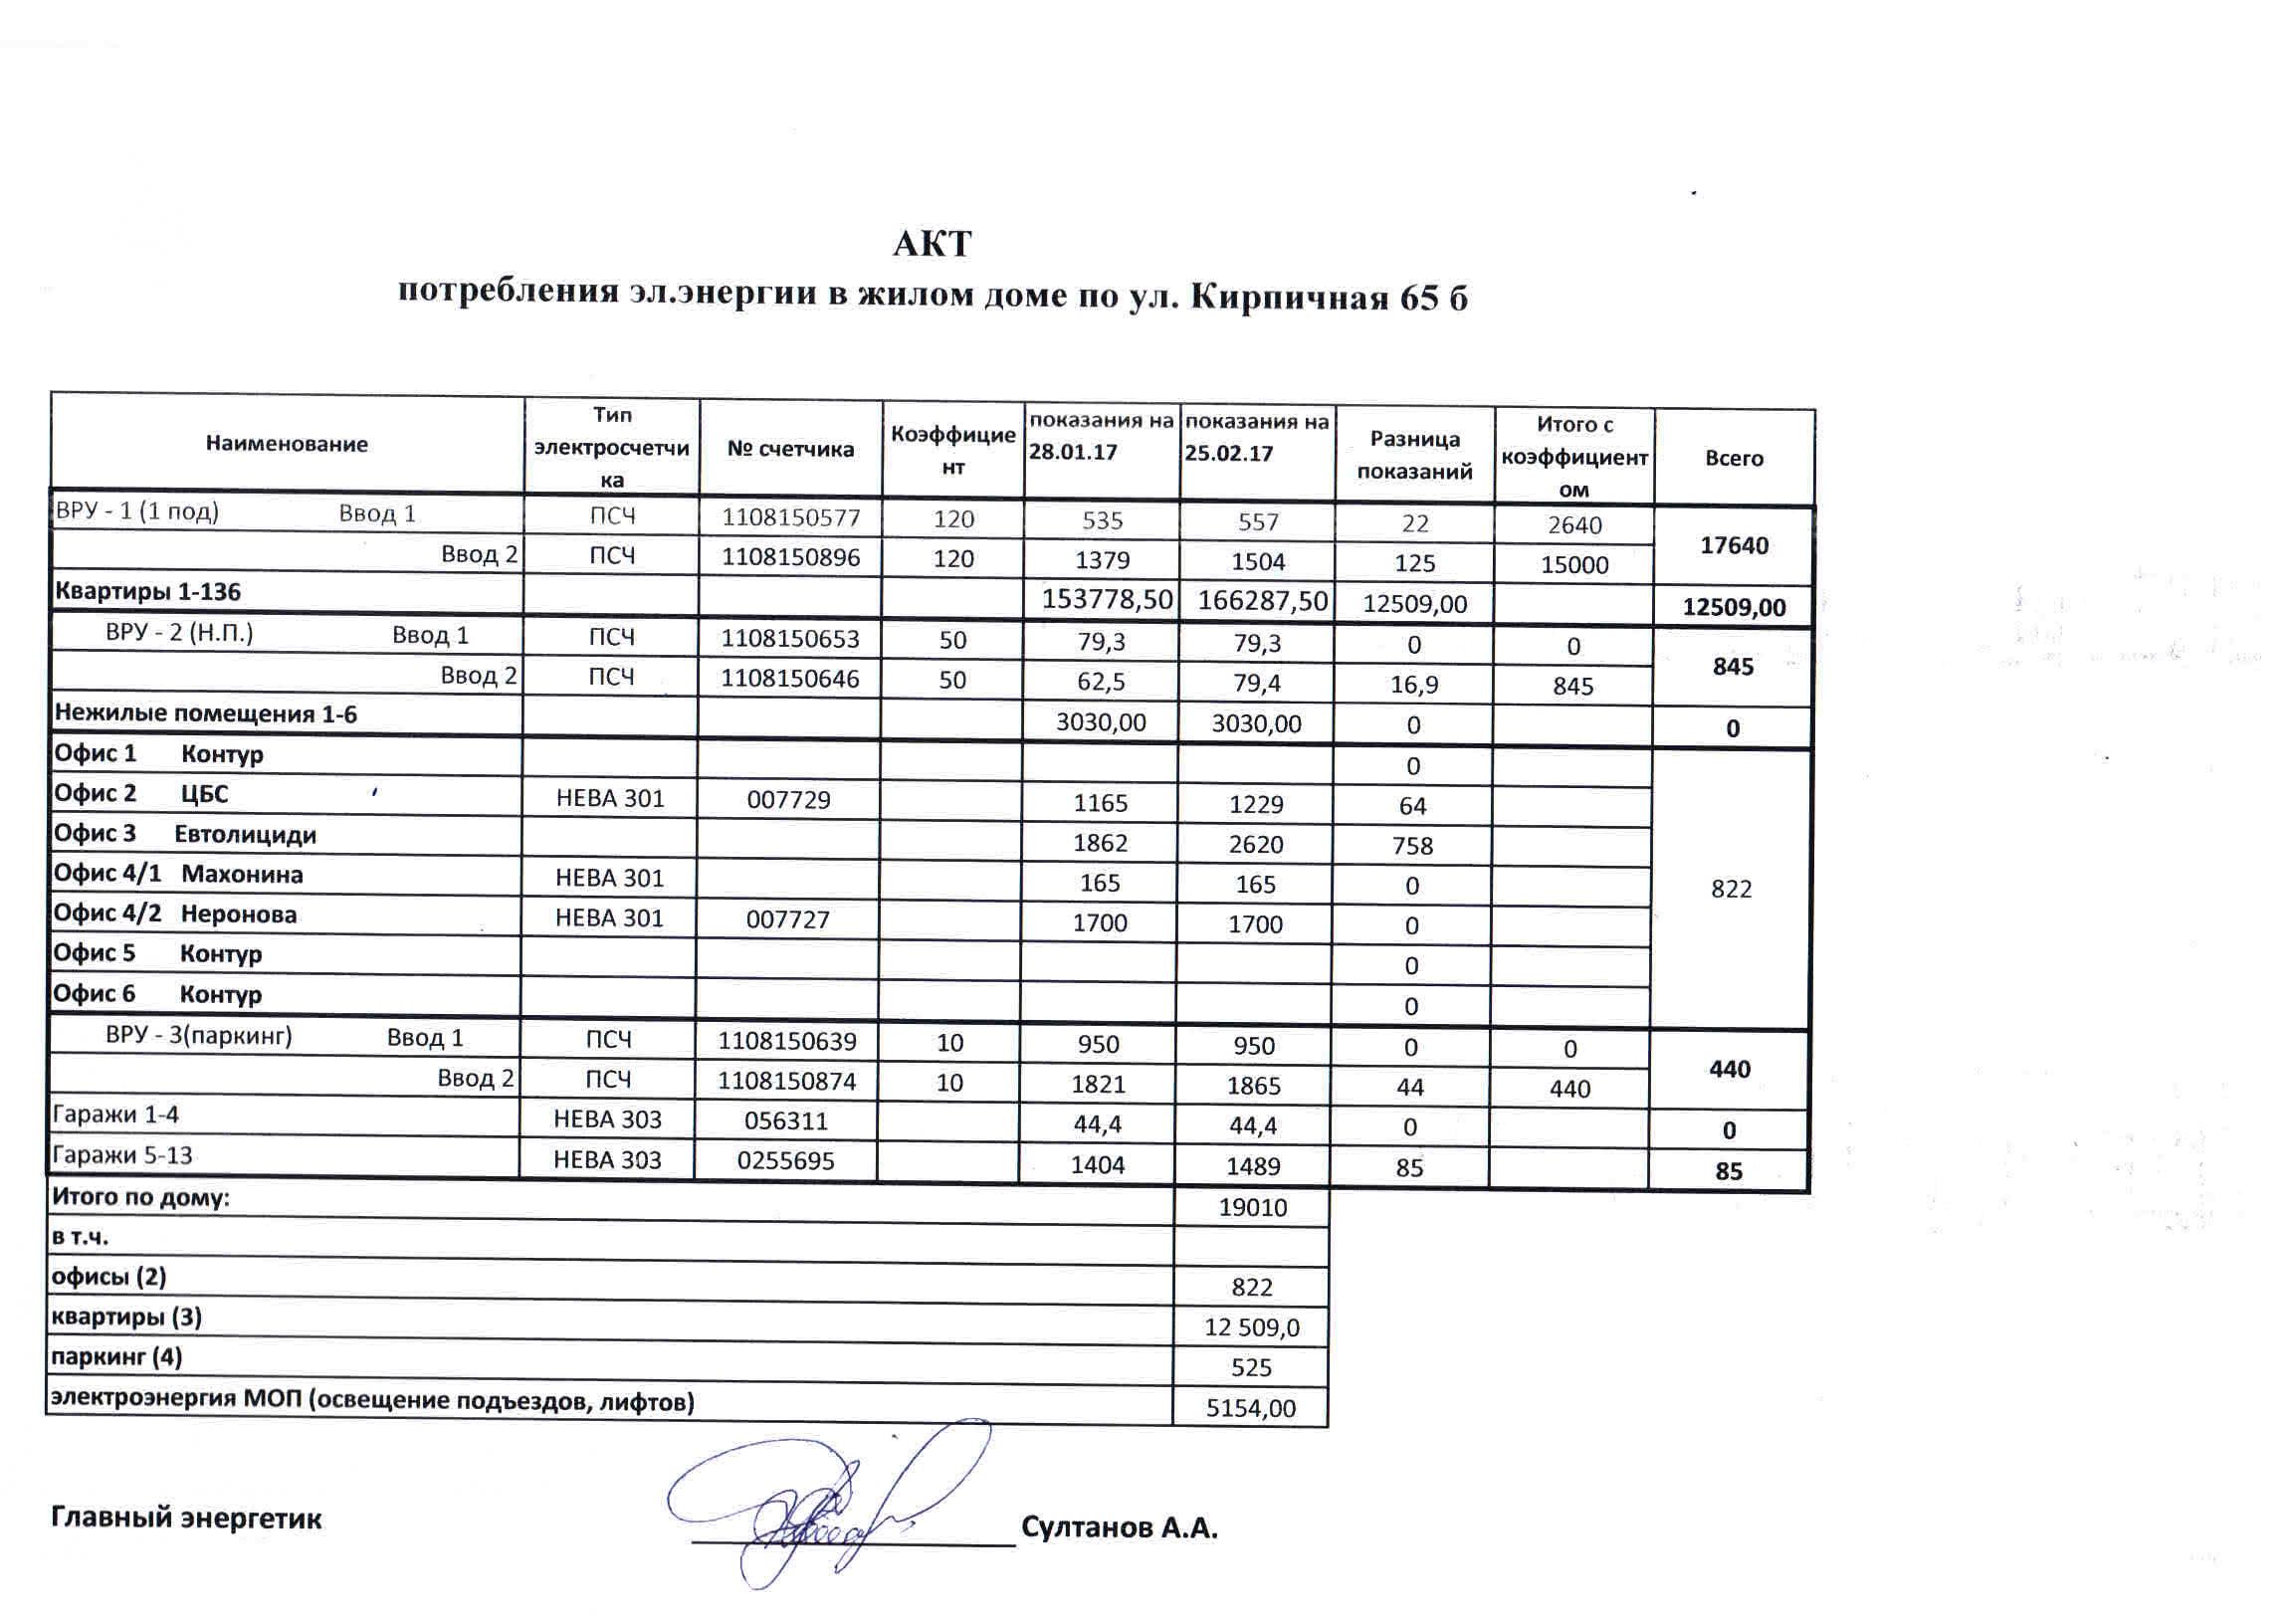 АКТ
потребления эл.энергии в жилом доме по ул. Кирпичная 65 б
Наименование Тип электросчетчи ка № счетчика Коэффицие нт показания на 28.01.17 показания на 25.02.17 Разница показаний Итого с коэффициент ом Всего
ВРУ - 1 (1 под) Ввод 1 ПСЧ 1108150577 120 535 557 22 2640 17640
Ввод 2 ПСЧ 1108150896 120 1379 1504 125 15000
Квартиры 1-136 153778,50 166287,50 12509,00 12509,00
ВРУ - 2 (Н.П.) Ввод 1 ПСЧ 1108150653 50 79,3 79,3 0 0 845
Ввод 2 ПСЧ 1108150646 50 62,5 79,4 16,9 845
Нежилые помещения 1-6 3030,00 3030,00 0 0
Офис 1 Контур 0 822
Офис 2 ЦБС НЕВА 301 007729 1165 1229 64
Офис 3 Евтолициди 1862 2620 758
Офис 4/1 Махонина НЕВА 301 165 165 0
Офис 4/2 Неронова НЕВА 301 007727 1700 1700 0
Офис 5 Контур 0
Офис 6 Контур 0
ВРУ - 3(паркинг) Ввод 1 ПСЧ 1108150639 10 950 950 0 0 440
Ввод 2 ПСЧ 1108150874 10 1821 1865 44 440
Гаражи 1-4 НЕВА 303 056311 44,4 44,4 0 0
Гаражи 5-13 НЕВА 303 0255695 1404 1489 85 85
Итого по дому: 19010
в т.ч.
офисы (2) 822
квартиры (3) 12 509,0
паркинг (4) 525
электроэнергия МОП (освещение подъездов, лифтов) 5154,00
Главный энергетик Султанов А.А.